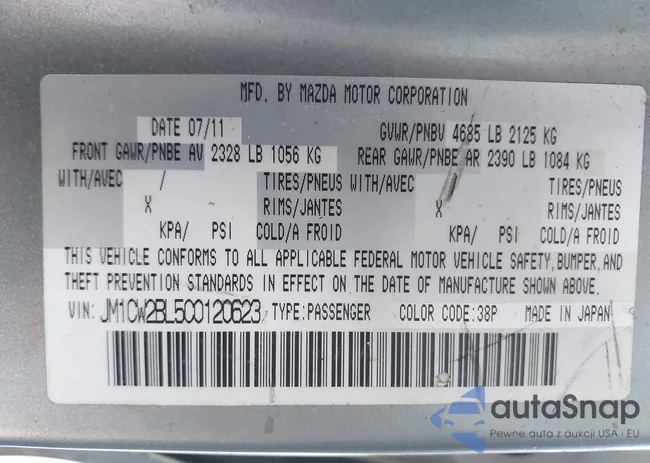 MFD. BY MAZDA MOTOR CORPORATION
DATE 07/11 GVWR/PNBV 4685 LB 2125 KG
FRONT GAWR/PNBE AV 2328 LB 1056 KG REAR GAWR/PNBE AR 2390 LB 1084 KG
WITH/AVEC / TIRES/PNEUS WITH/AVEC / TIRES/PNEUS
X RIMS/JANTES X RIMS/JANTES
KPA/ PSI COLD/A FROID KPA/ PSI COLD/A FROID
THIS VEHICLE CONFORMS TO ALL APPLICABLE FEDERAL MOTOR VEHICLE SAFETY, BUMPER, AND
THEFT PREVENTION STANDARDS IN EFFECT ON THE DATE OF MANUFACTURE SHOWN ABOVE.
VIN: JM1CW2BL5C0120623 TYPE:PASSENGER COLOR CODE:38P MADE IN JAPAN
autaSnap
Pewne auta z aukcji USA i EU